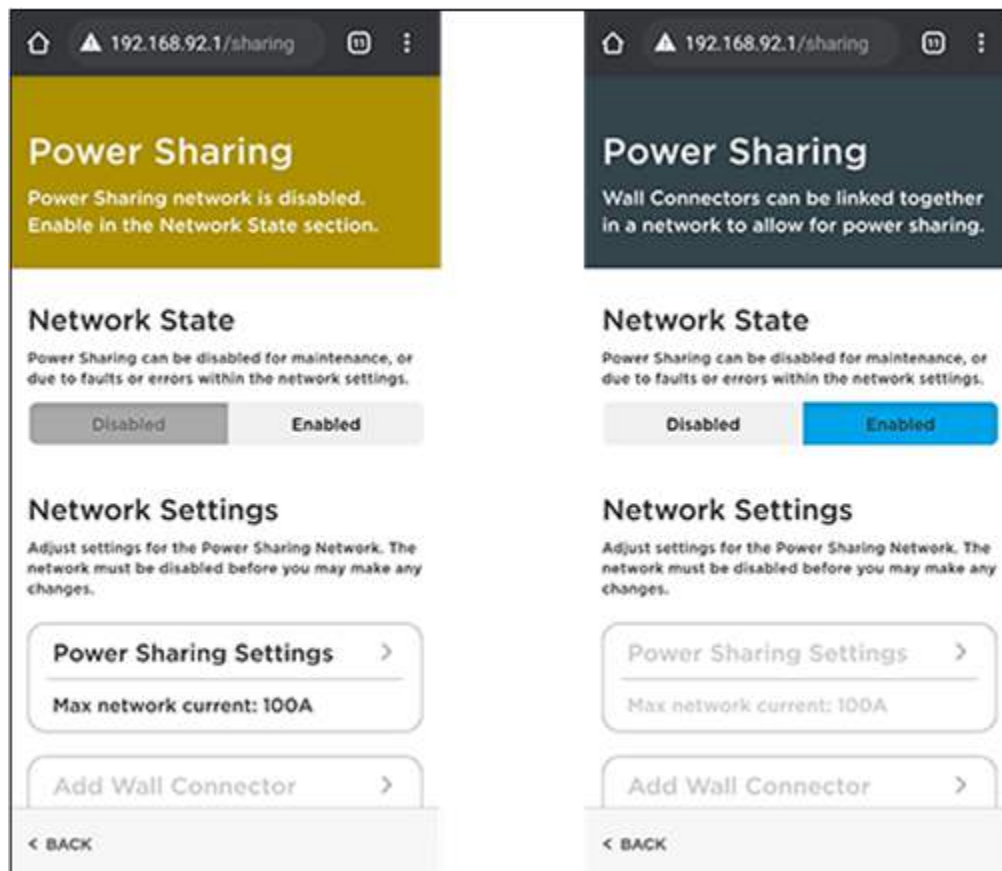 192.168.92.1/sharing
11
Power Sharing
Power Sharing network is disabled.
Enable in the Network State section.
Network State
Power Sharing can be disabled for maintenance, or
due to faults or errors within the network settings.
Disabled
Enabled
Network Settings
Adjust settings for the Power Sharing Network. The
network must be disabled before you may make any
changes.
Power Sharing Settings
Max network current: 100A
Add Wall Connector
< BACK
192.168.92.1/sharing
11
Power Sharing
Wall Connectors can be linked together
in a network to allow for power sharing.
Network State
Power Sharing can be disabled for maintenance, or
due to faults or errors within the network settings.
Disabled
Enabled
Network Settings
Adjust settings for the Power Sharing Network. The
network must be disabled before you may make any
changes.
Power Sharing Settings
Max network current: 100A
Add Wall Connector
< BACK